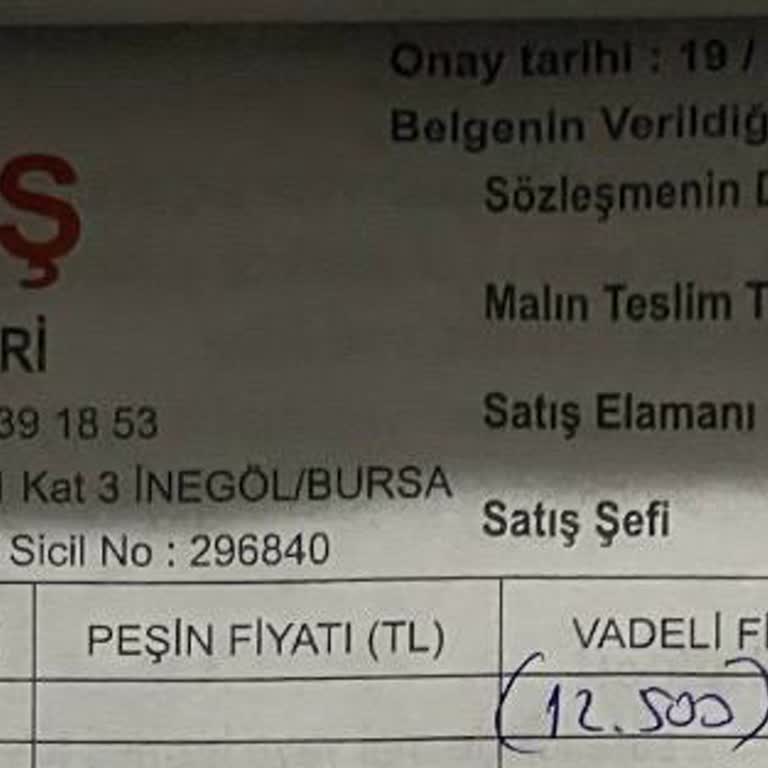 Onay tarihi : 19 /
Belgenin Verildiğ
Sözleşmenin D
Malın Teslim T
Satış Elamanı
Satış Şefi
Ş
Rİ
39 18 53
Kat 3 İNEGÖL/BURSA
Sicil No : 296840
PEŞİN FİYATI (TL)
VADELİ Fİ
(12.500)